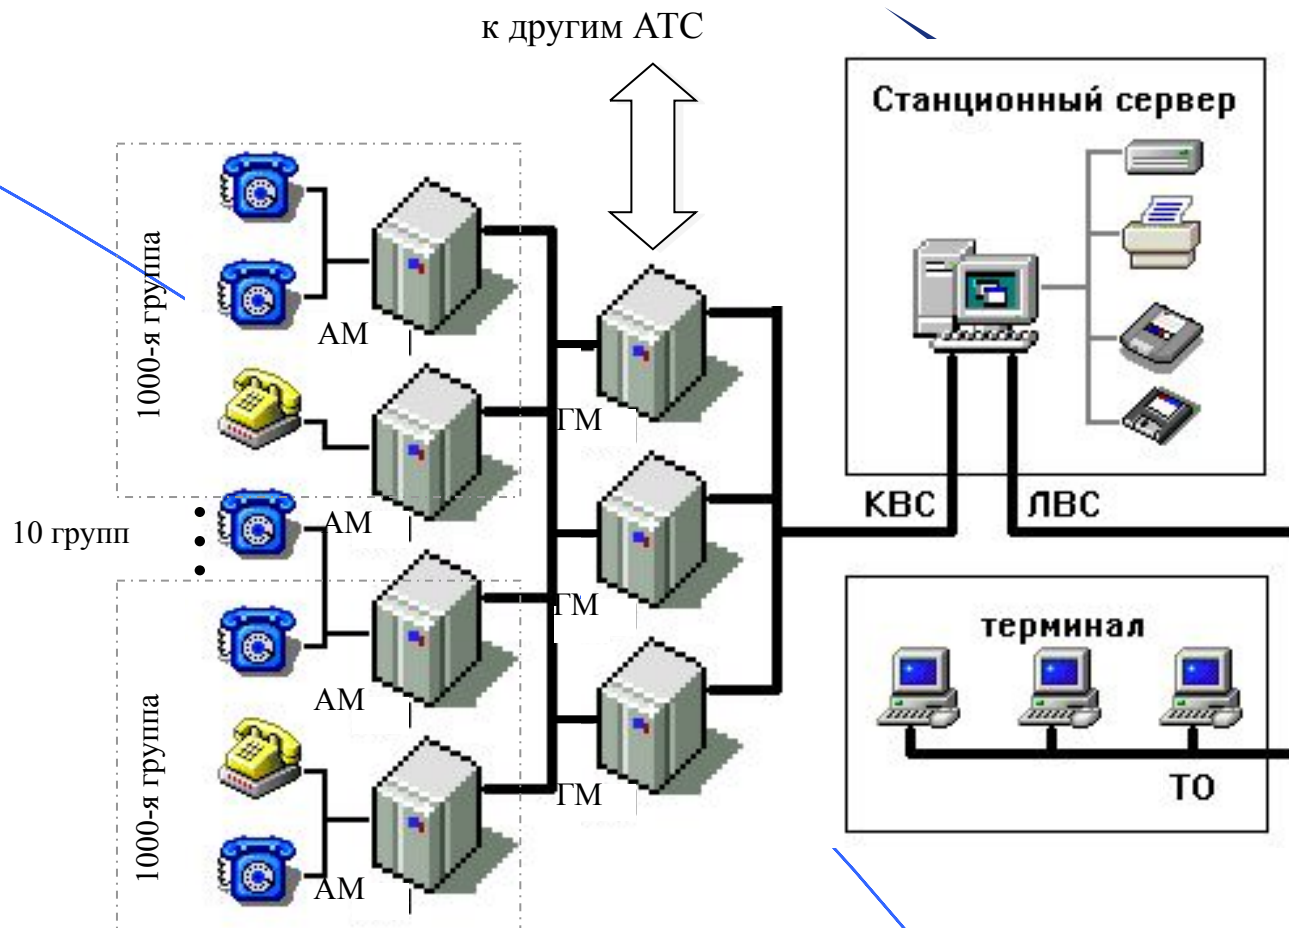 к другим АТС
Станционный сервер
1000-я группа
АМ
ГМ
КВС
ЛВС
10 групп
АМ
ГМ
терминал
АМ
1000-я группа
ГМ
ТО
АМ